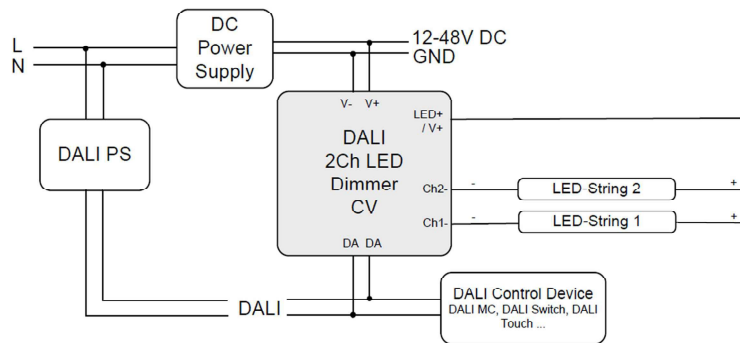 L
N
DC
Power
Supply
12-48V DC
GND
DALI PS
V- V+
LED+
/ V+
DALI
2Ch LED
Dimmer
CV
Ch2-
- LED-String 2 +
Ch1-
- LED-String 1 +
DA DA
DALI
DALI Control Device
DALI MC, DALI Switch, DALI
Touch ...